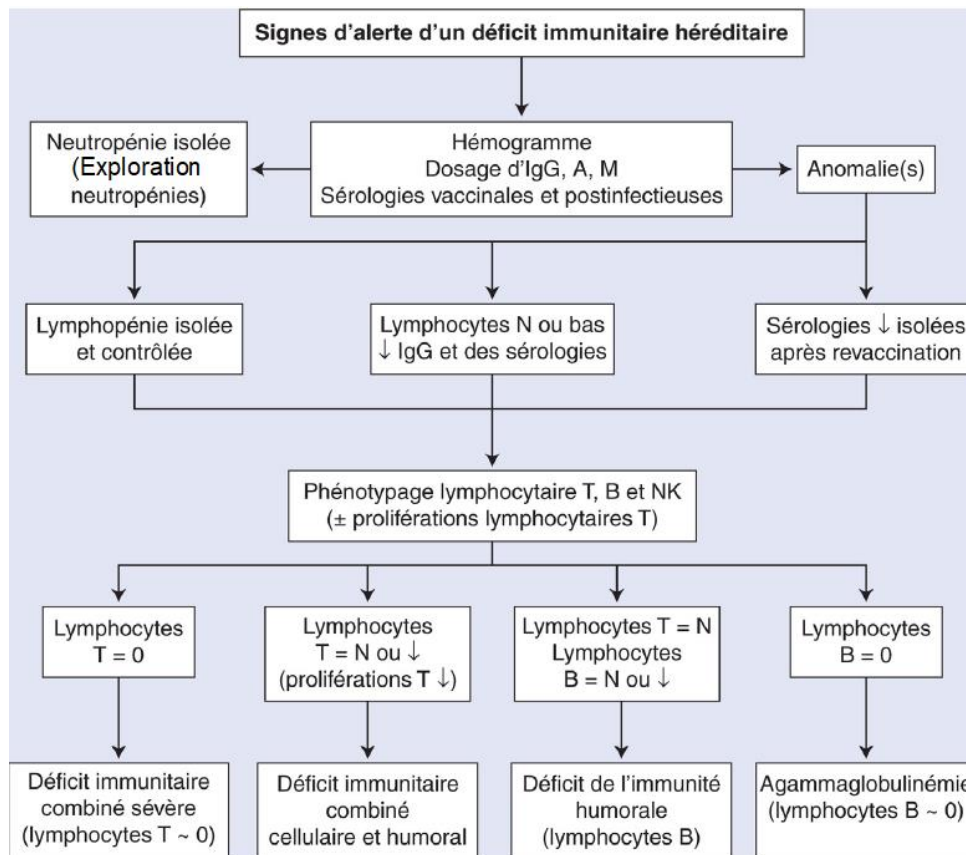 Signes d'alerte d'un déficit immunitaire héréditaire
Neutropénie isolée
(Exploration
neutropénies)
Hémogramme
Dosage d'IgG, A, M
Sérologies vaccinales et postinfectieuses
Anomalie(s)
Lymphopénie isolée
et contrôlée
Lymphocytes N ou bas
↓ IgG et des sérologies
Sérologies ↓ isolées
après revaccination
Phénotypage lymphocytaire T, B et NK
(± proliférations lymphocytaires T)
Lymphocytes
T = 0
Lymphocytes
T = N ou ↓
(proliférations T ↓)
Lymphocytes T = N
Lymphocytes
B = N ou ↓
Lymphocytes
B = 0
Déficit immunitaire
combiné sévère
(lymphocytes T ~ 0)
Déficit immunitaire
combiné
cellulaire et humoral
Déficit de l'immunité
humorale
(lymphocytes B)
Agammaglobulinémie
(lymphocytes B ~ 0)